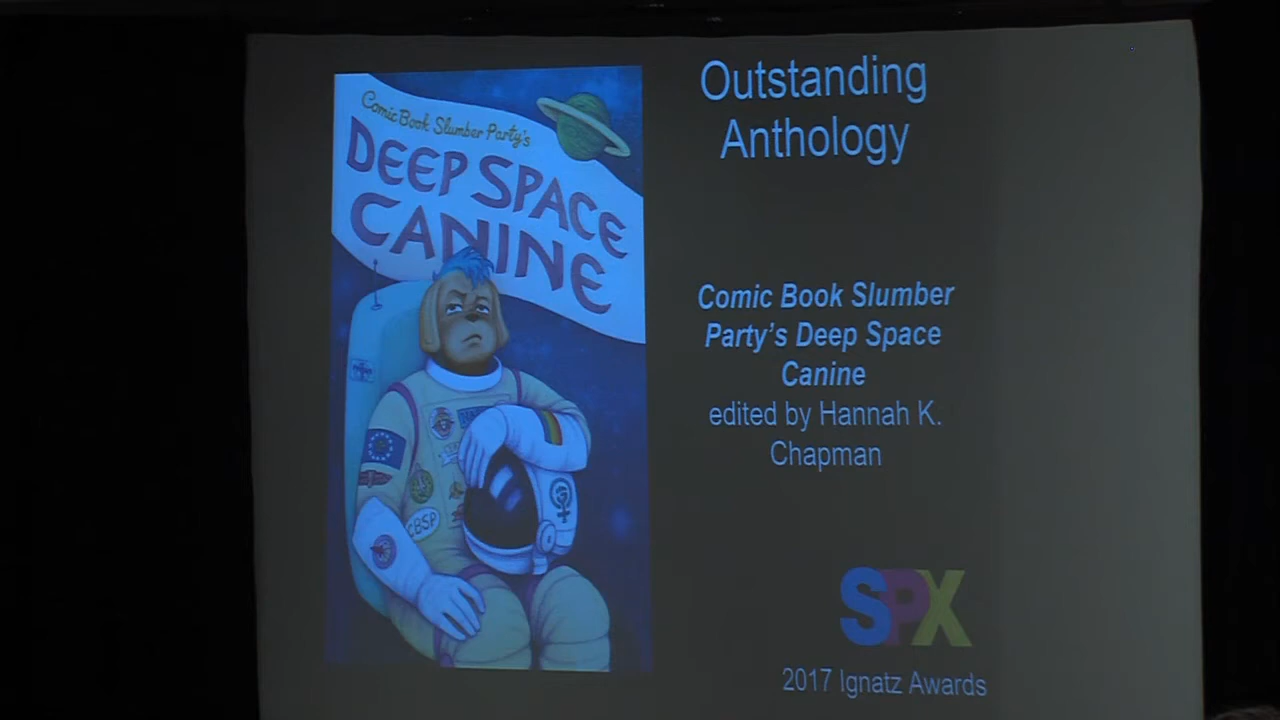 Comic Book Slumber Party's
DEEP SPACE
CANINE
CBSP
Outstanding
Anthology
Comic Book Slumber
Party's Deep Space
Canine
edited by Hannah K.
Chapman
SPX
2017 Ignatz Awards